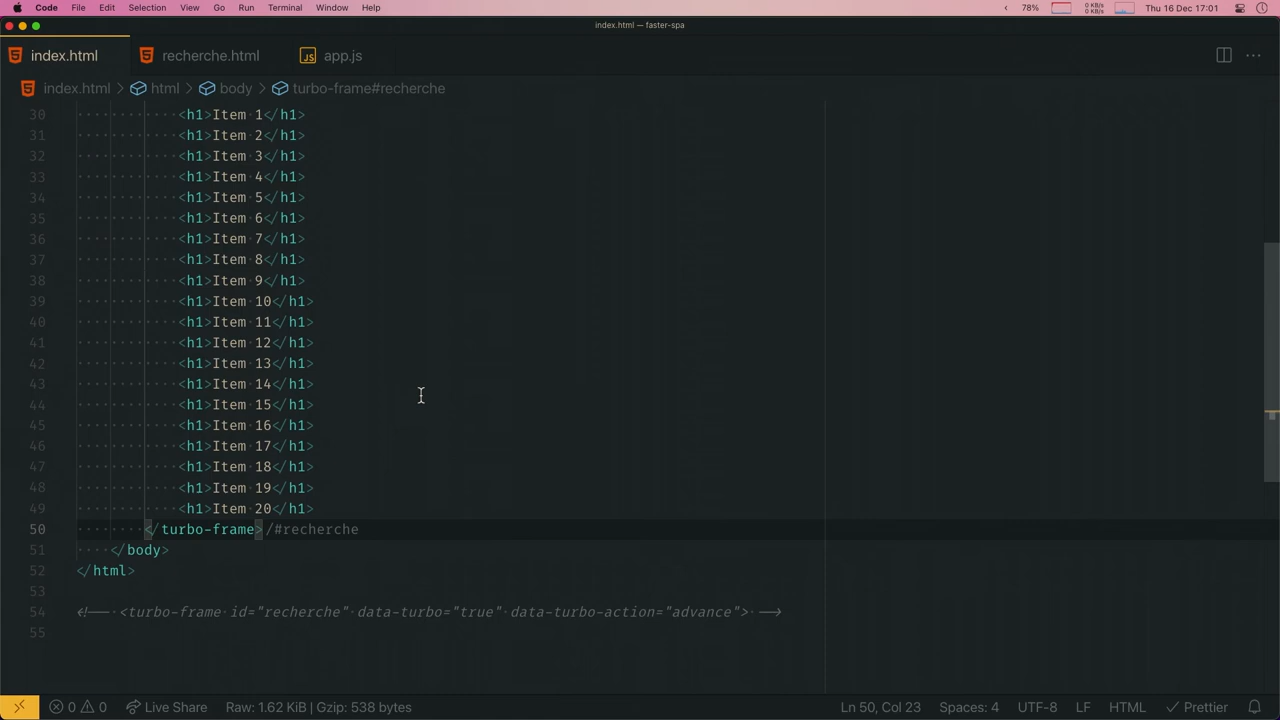 Code File Edit Selection View Go Run Terminal Window Help 78% 0 KB/s 0 KB/s Thu 16 Dec 17:01
index.html — faster-spa
index.html recherche.html JS app.js
index.html > html > body > turbo-frame#recherche
30 <h1>Item 1</h1>
31 <h1>Item 2</h1>
32 <h1>Item 3</h1>
33 <h1>Item 4</h1>
34 <h1>Item 5</h1>
35 <h1>Item 6</h1>
36 <h1>Item 7</h1>
37 <h1>Item 8</h1>
38 <h1>Item 9</h1>
39 <h1>Item 10</h1>
40 <h1>Item 11</h1>
41 <h1>Item 12</h1>
42 <h1>Item 13</h1>
43 <h1>Item 14</h1>
44 <h1>Item 15</h1>
45 <h1>Item 16</h1>
46 <h1>Item 17</h1>
47 <h1>Item 18</h1>
48 <h1>Item 19</h1>
49 <h1>Item 20</h1>
50 </turbo-frame> /#recherche
51 </body>
52 </html>
53
54 <!-- <turbo-frame id="recherche" data-turbo="true" data-turbo-action="advance"> -->
55
0 0 Live Share Raw: 1.62 KiB | Gzip: 538 bytes Ln 50, Col 23 Spaces: 4 UTF-8 LF HTML Prettier